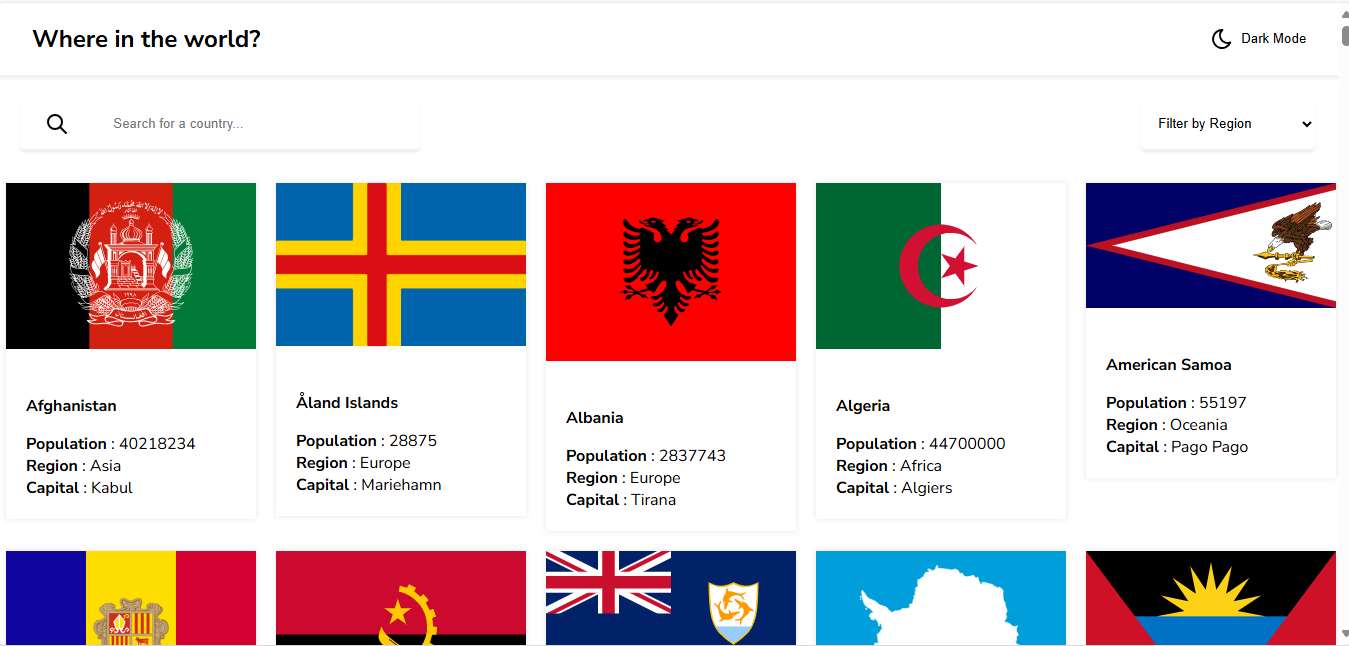 Where in the world?
Dark Mode
Search for a country...
Filter by Region
Afghanistan
Population : 40218234
Region : Asia
Capital : Kabul
Åland Islands
Population : 28875
Region : Europe
Capital : Mariehamn
Albania
Population : 2837743
Region : Europe
Capital : Tirana
Algeria
Population : 44700000
Region : Africa
Capital : Algiers
American Samoa
Population : 55197
Region : Oceania
Capital : Pago Pago